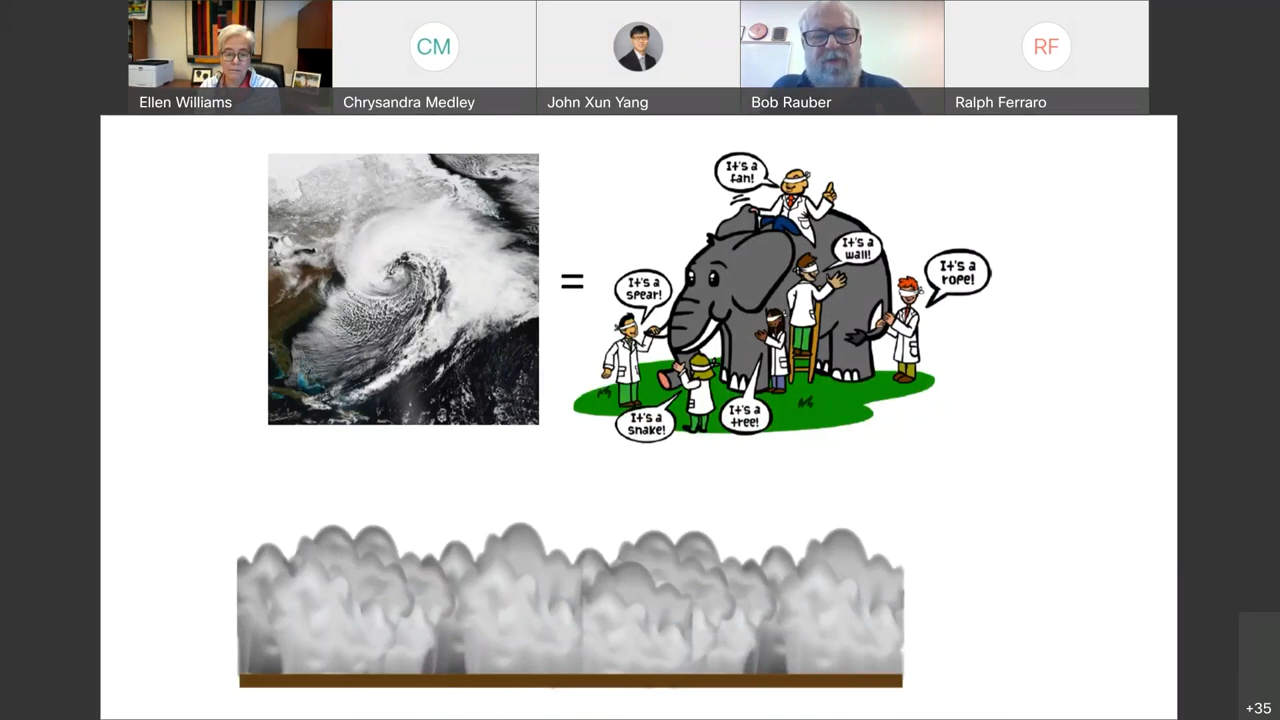 CM
RF
Ellen Williams
Chrysandra Medley
John Xun Yang
Bob Rauber
Ralph Ferraro
It's a
fan!
It's a
wall!
It's a
rope!
It's a
spear!
=
It's a
snake!
It's a
tree!
+35